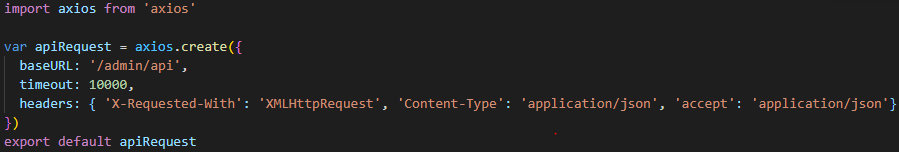 import axios from 'axios'
var apiRequest = axios.create({
baseURL: '/admin/api',
timeout: 10000,
headers: { 'X-Requested-With': 'XMLHttpRequest', 'Content-Type': 'application/json', 'accept': 'application/json'}
})
export default apiRequest